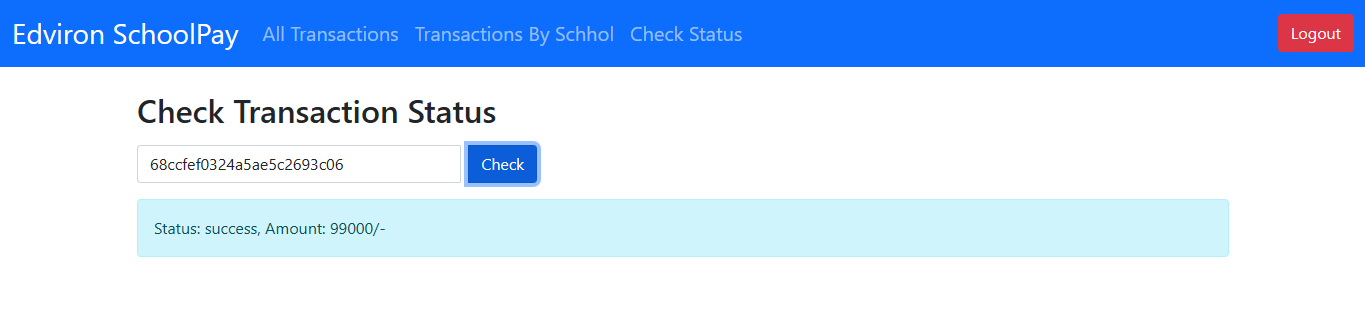 Edviron SchoolPay All Transactions Transactions By Schhol Check Status Logout
Check Transaction Status
68ccfef0324a5ae5c2693c06 Check
Status: success, Amount: 99000/-